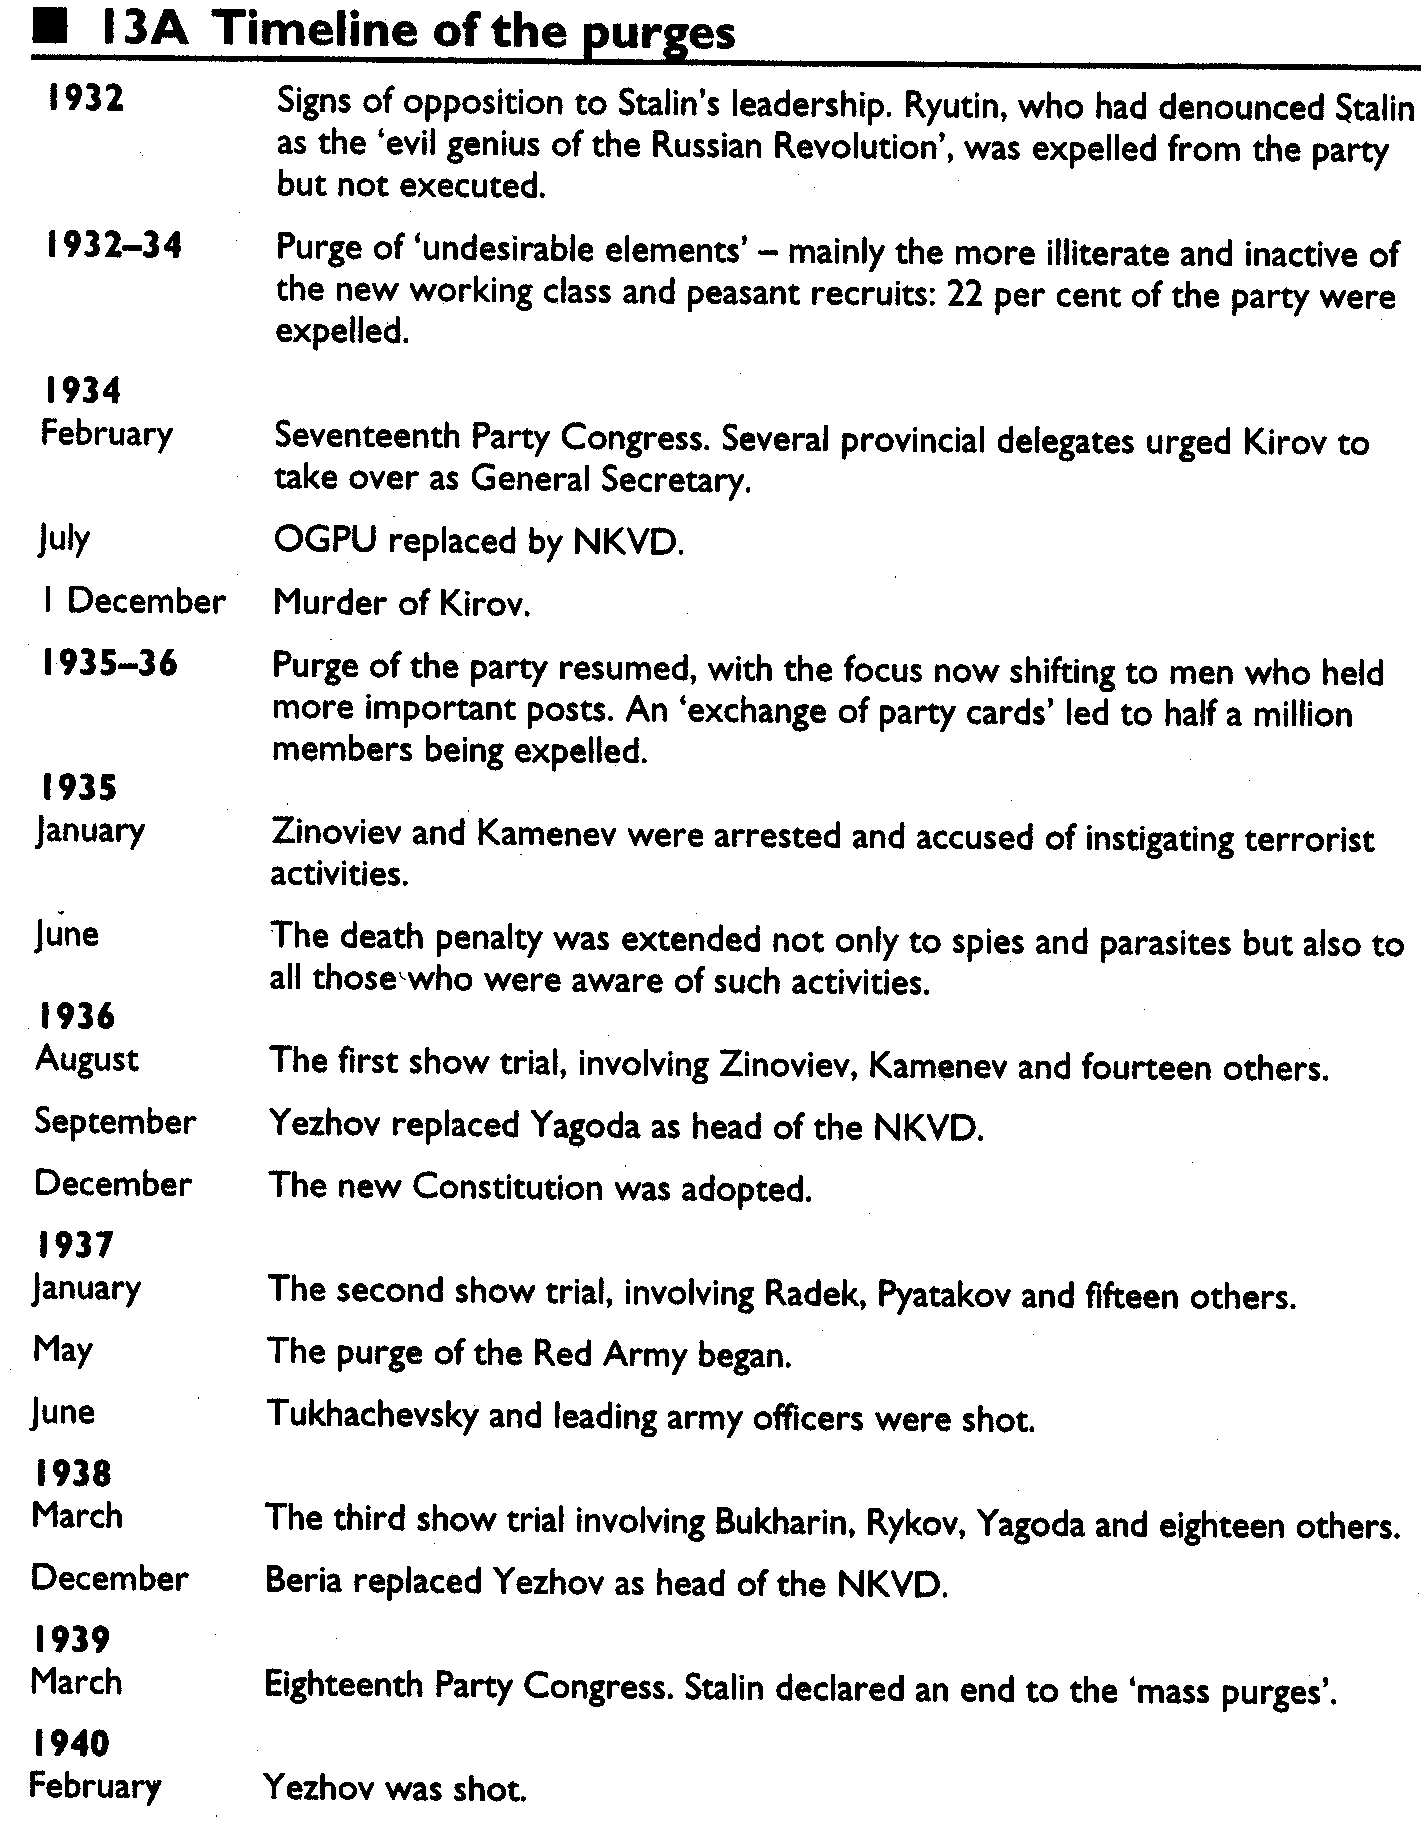 ■ 13A Timeline of the purges
1932 Signs of opposition to Stalin's leadership. Ryutin, who had denounced Stalin
as the 'evil genius of the Russian Revolution', was expelled from the party
but not executed.
1932–34 Purge of 'undesirable elements' – mainly the more illiterate and inactive of
the new working class and peasant recruits: 22 per cent of the party were
expelled.
1934
February Seventeenth Party Congress. Several provincial delegates urged Kirov to
take over as General Secretary.
July OGPU replaced by NKVD.
1 December Murder of Kirov.
1935–36 Purge of the party resumed, with the focus now shifting to men who held
more important posts. An 'exchange of party cards' led to half a million
members being expelled.
1935
January Zinoviev and Kamenev were arrested and accused of instigating terrorist
activities.
June The death penalty was extended not only to spies and parasites but also to
all those who were aware of such activities.
1936
August The first show trial, involving Zinoviev, Kamenev and fourteen others.
September Yezhov replaced Yagoda as head of the NKVD.
December The new Constitution was adopted.
1937
January The second show trial, involving Radek, Pyatakov and fifteen others.
May The purge of the Red Army began.
June Tukhachevsky and leading army officers were shot.
1938
March The third show trial involving Bukharin, Rykov, Yagoda and eighteen others.
December Beria replaced Yezhov as head of the NKVD.
1939
March Eighteenth Party Congress. Stalin declared an end to the 'mass purges'.
1940
February Yezhov was shot.